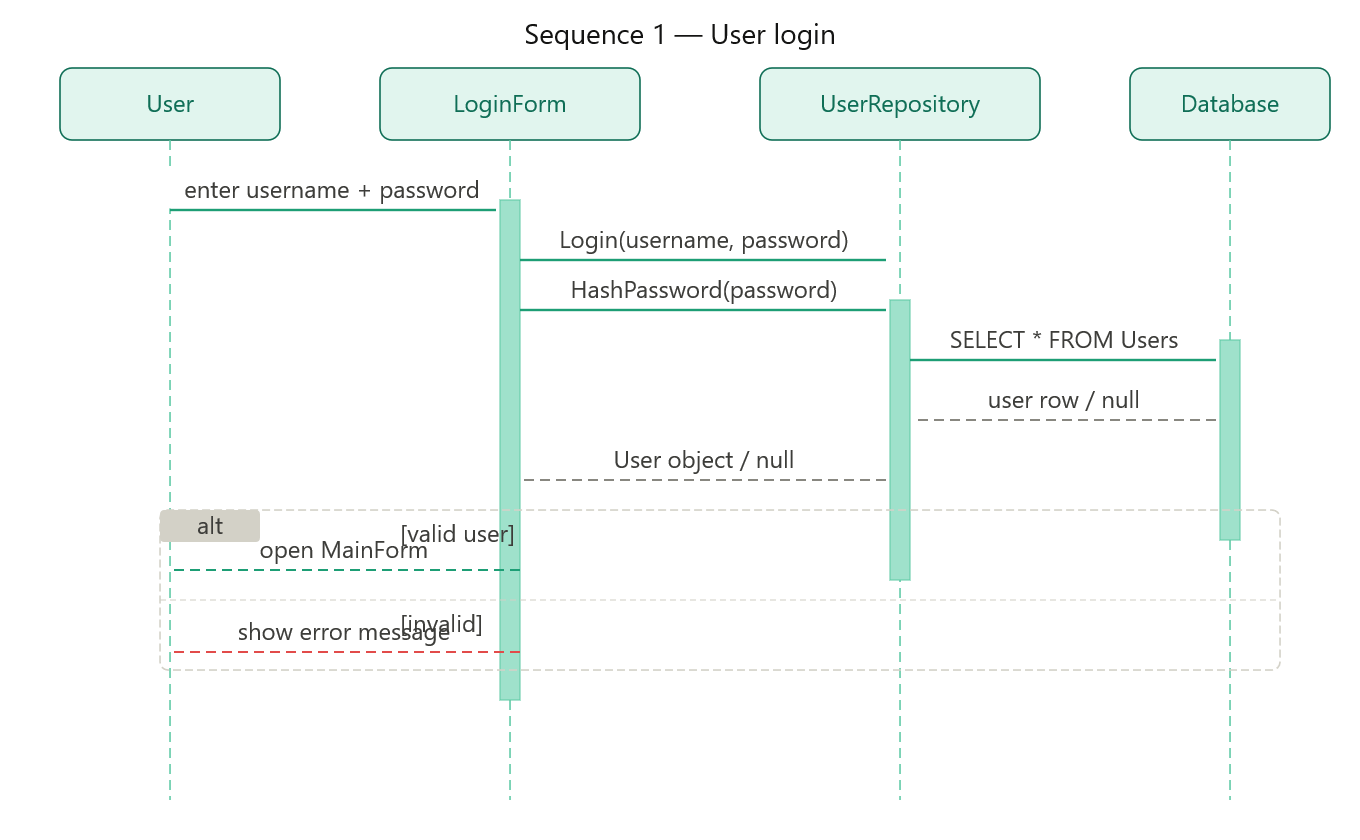 Sequence 1 — User login
User
LoginForm
UserRepository
Database
enter username + password
Login(username, password)
HashPassword(password)
SELECT * FROM Users
user row / null
User object / null
alt
[valid user]
open MainForm
[invalid]
show error message